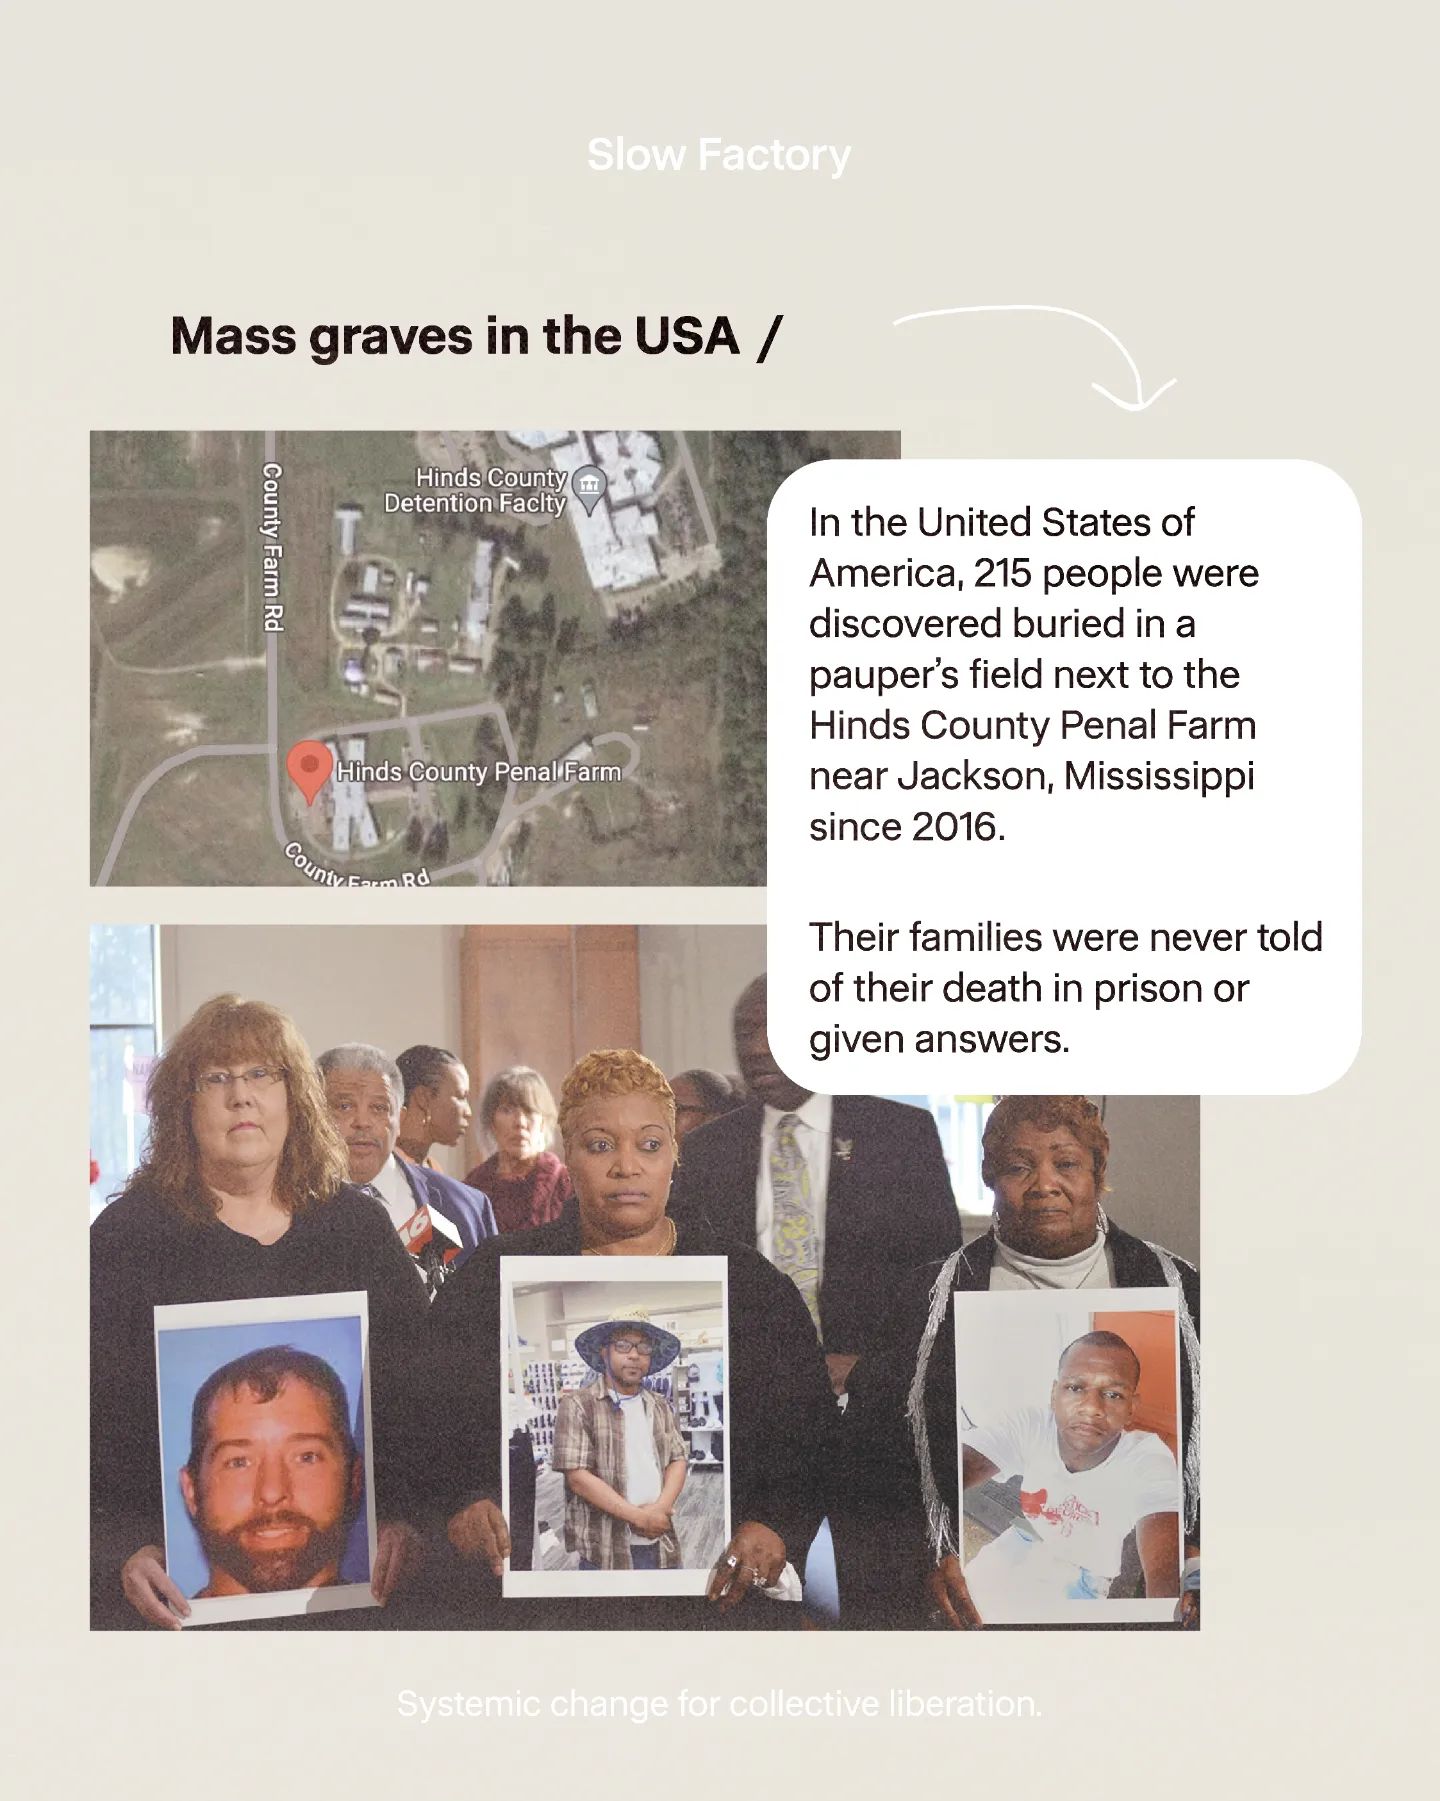 Slow Factory
Mass graves in the USA /
County Farm Rd
Hinds County
Detention Faclty
Hinds County Penal Farm
County Farm Rd
In the United States of
America, 215 people were
discovered buried in a
pauper’s field next to the
Hinds County Penal Farm
near Jackson, Mississippi
since 2016.
Their families were never told
of their death in prison or
given answers.
16
Systemic change for collective liberation.